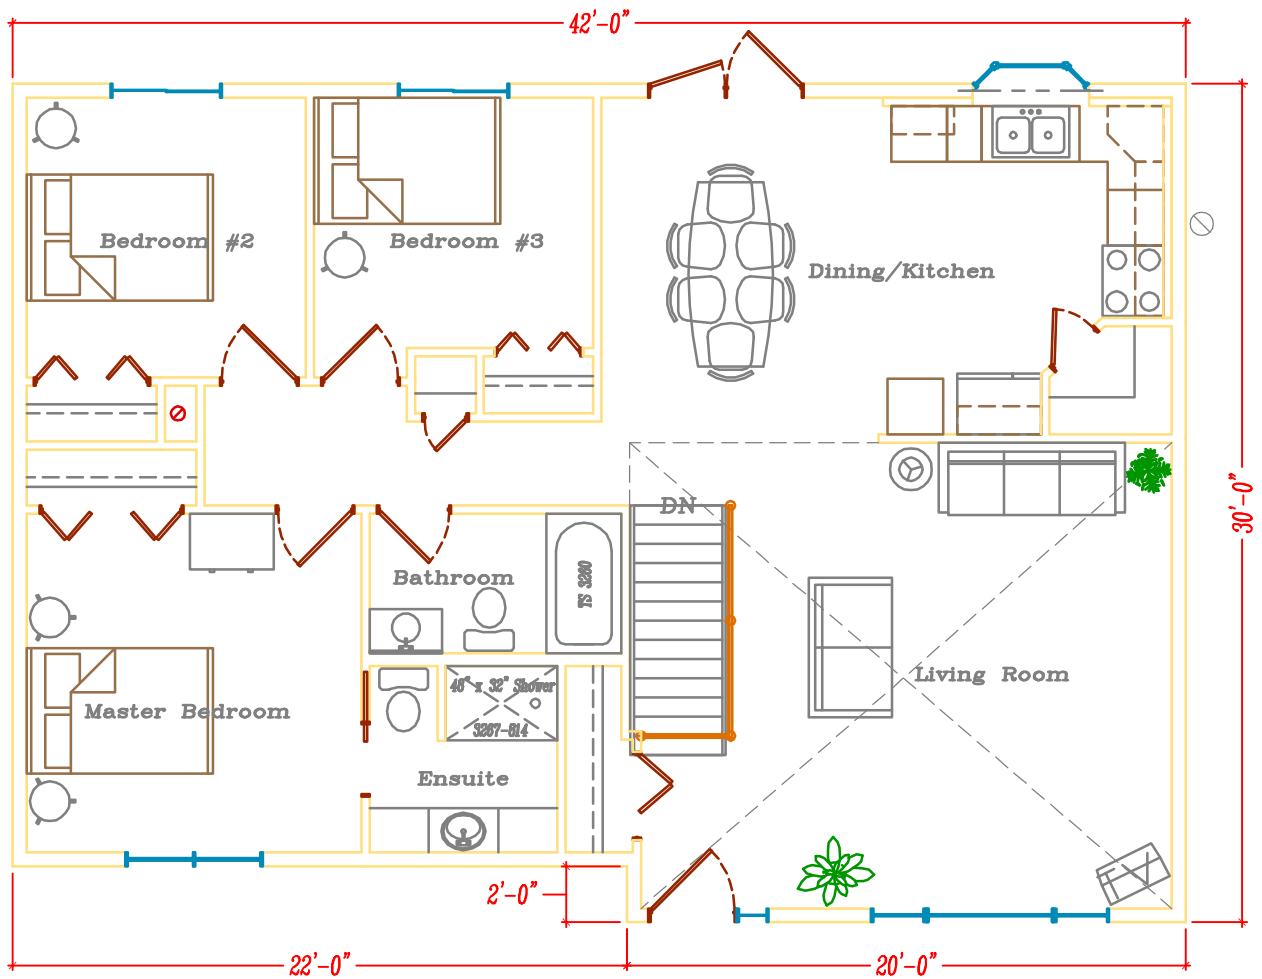 42'-0"
Bedroom #2
Bedroom #3
Dining/Kitchen
30'-0"
DN
Bathroom
TS 3260
Living Room
48" x 32" Shower
3267-814
Master Bedroom
Ensuite
2'-0"
22'-0"
20'-0"